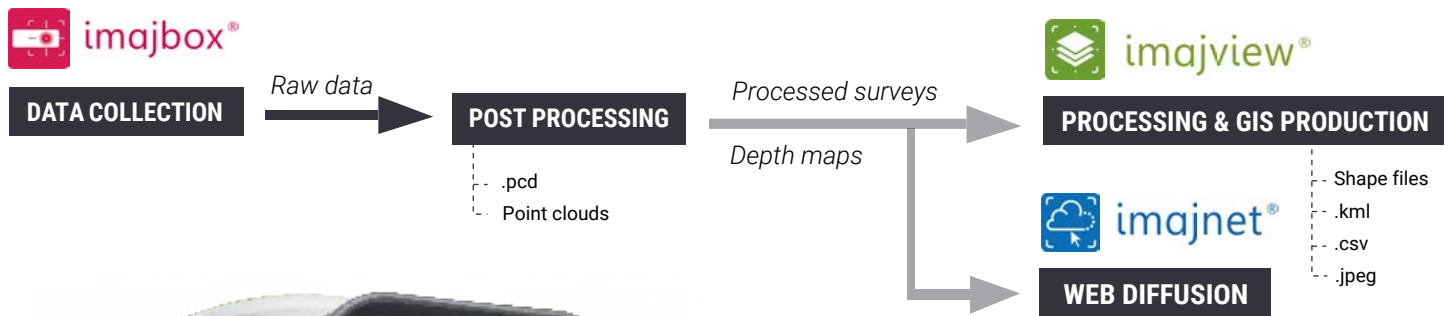 imajbox®
DATA COLLECTION
Raw data
POST PROCESSING
.pcd
Point clouds
Processed surveys
Depth maps
imajview®
PROCESSING & GIS PRODUCTION
Shape files
.kml
.csv
.jpeg
imajnet®
WEB DIFFUSION